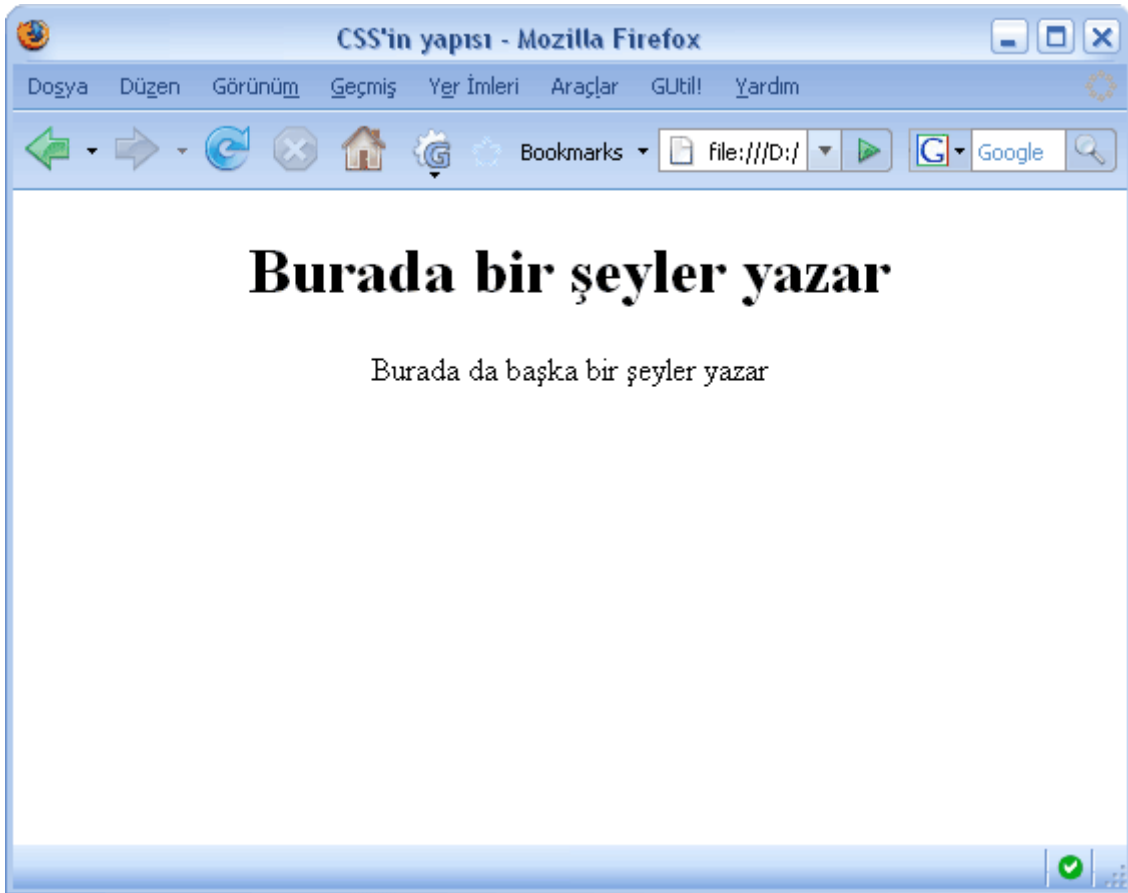 CSS'in yapısı - Mozilla Firefox
Dosya Düzen Görünüm Geçmiş Yer İmleri Araçlar GUtil! Yardım
G Bookmarks file:///D:/ G Google
Burada bir şeyler yazar
Burada da başka bir şeyler yazar